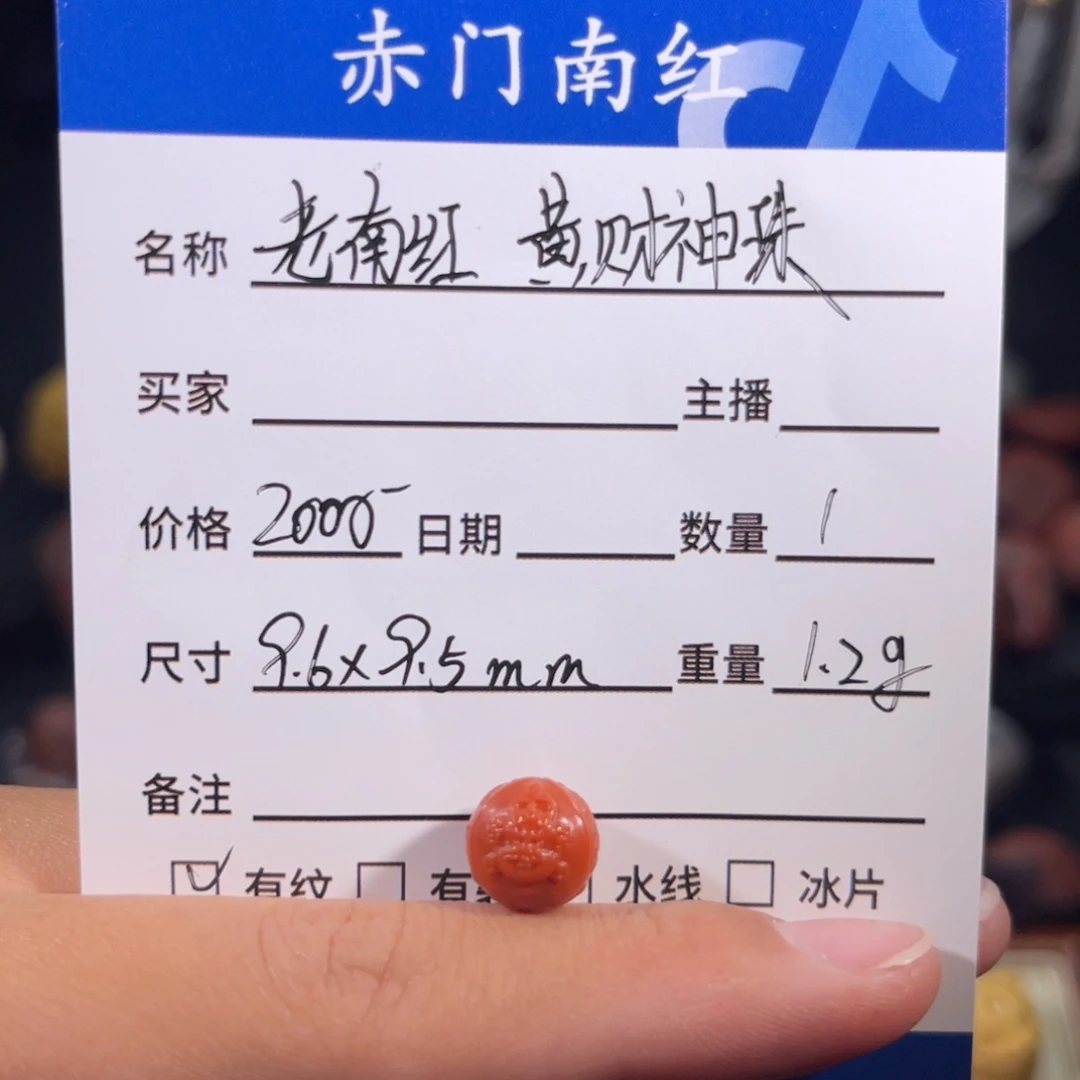 赤门南红
名称 老南红 黄财神珠
买家 主播
价格 2000 日期 数量 1
尺寸 9.6×9.5mm 重量 1.2g
备注
有纹 水线 冰片